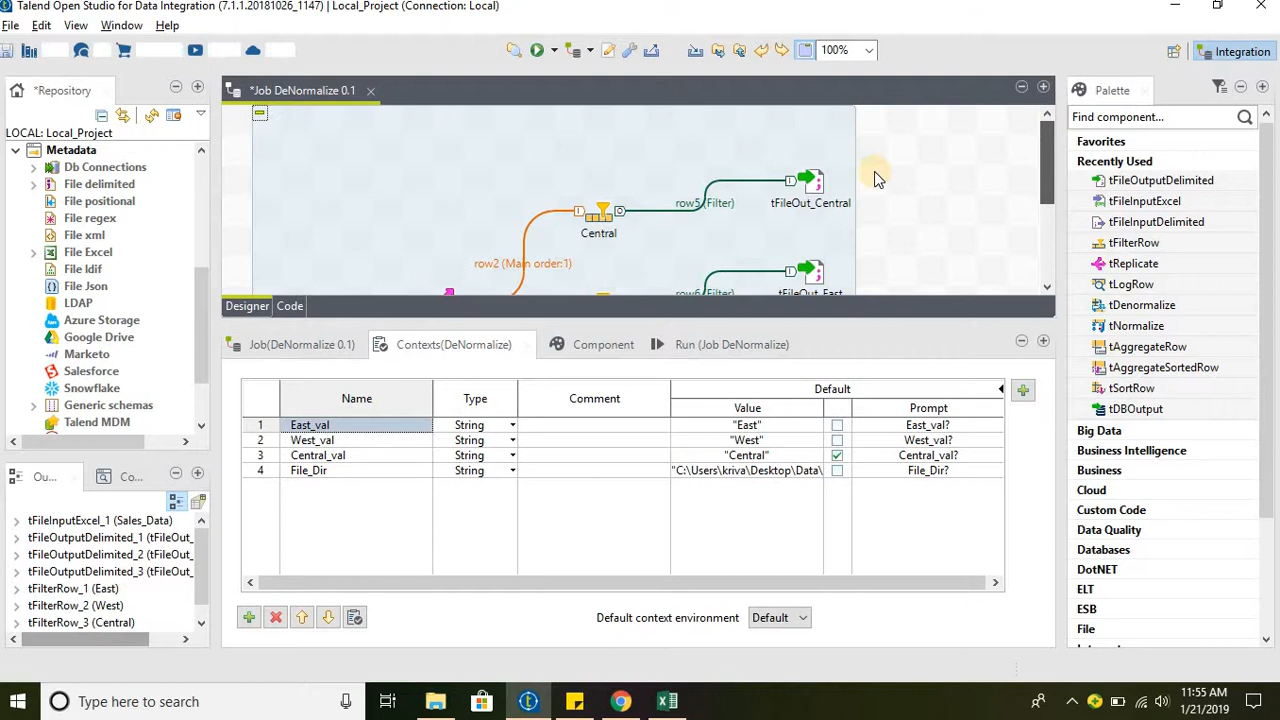 Talend Open Studio for Data Integration (7.1.1.20181026_1147) | Local_Project (Connection: Local)
File Edit View Window Help
100%
Integration
*Repository
LOCAL: Local_Project
Metadata
Db Connections
File delimited
File positional
File regex
File xml
File Excel
File ldif
File Json
LDAP
Azure Storage
Google Drive
Marketo
Salesforce
Snowflake
Generic schemas
Talend MDM
Ou...
Co...
tFileInputExcel_1 (Sales_Data)
tFileOutputDelimited_1 (tFileOut_
tFileOutputDelimited_2 (tFileOut_
tFileOutputDelimited_3 (tFileOut_
tFilterRow_1 (East)
tFilterRow_2 (West)
tFilterRow_3 (Central)
*Job DeNormalize 0.1
row5 (Filter)
tFileOut_Central
Central
row2 (Main order:1)
row6 (Filter)
tFileOut_East
Designer Code
Job(DeNormalize 0.1)
Contexts(DeNormalize)
Component
Run (Job DeNormalize)
Name Type Comment Default
Value Prompt
1 East_val String "East" East_val?
2 West_val String "West" West_val?
3 Central_val String "Central" Central_val?
4 File_Dir String "C:\Users\kriva\Desktop\Data\ File_Dir?
Default context environment Default
Palette
Find component...
Favorites
Recently Used
tFileOutputDelimited
tFileInputExcel
tFileInputDelimited
tFilterRow
tReplicate
tLogRow
tDenormalize
tNormalize
tAggregateRow
tAggregateSortedRow
tSortRow
tDBOutput
Big Data
Business Intelligence
Business
Cloud
Custom Code
Data Quality
Databases
DotNET
ELT
ESB
File
Type here to search
11:55 AM
1/21/2019